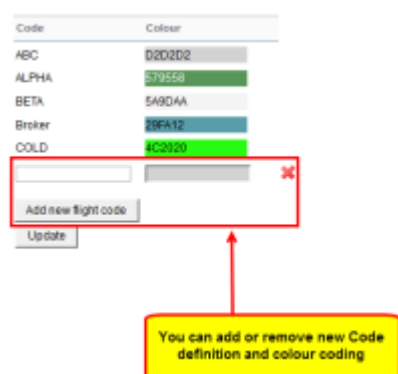 Code Colour
ABC D2D2D2
ALPHA 579558
BETA 5A9DAA
Broker 29FA12
COLD 4C2020
Add new flight code
Update
You can add or remove new Code
definition and colour coding